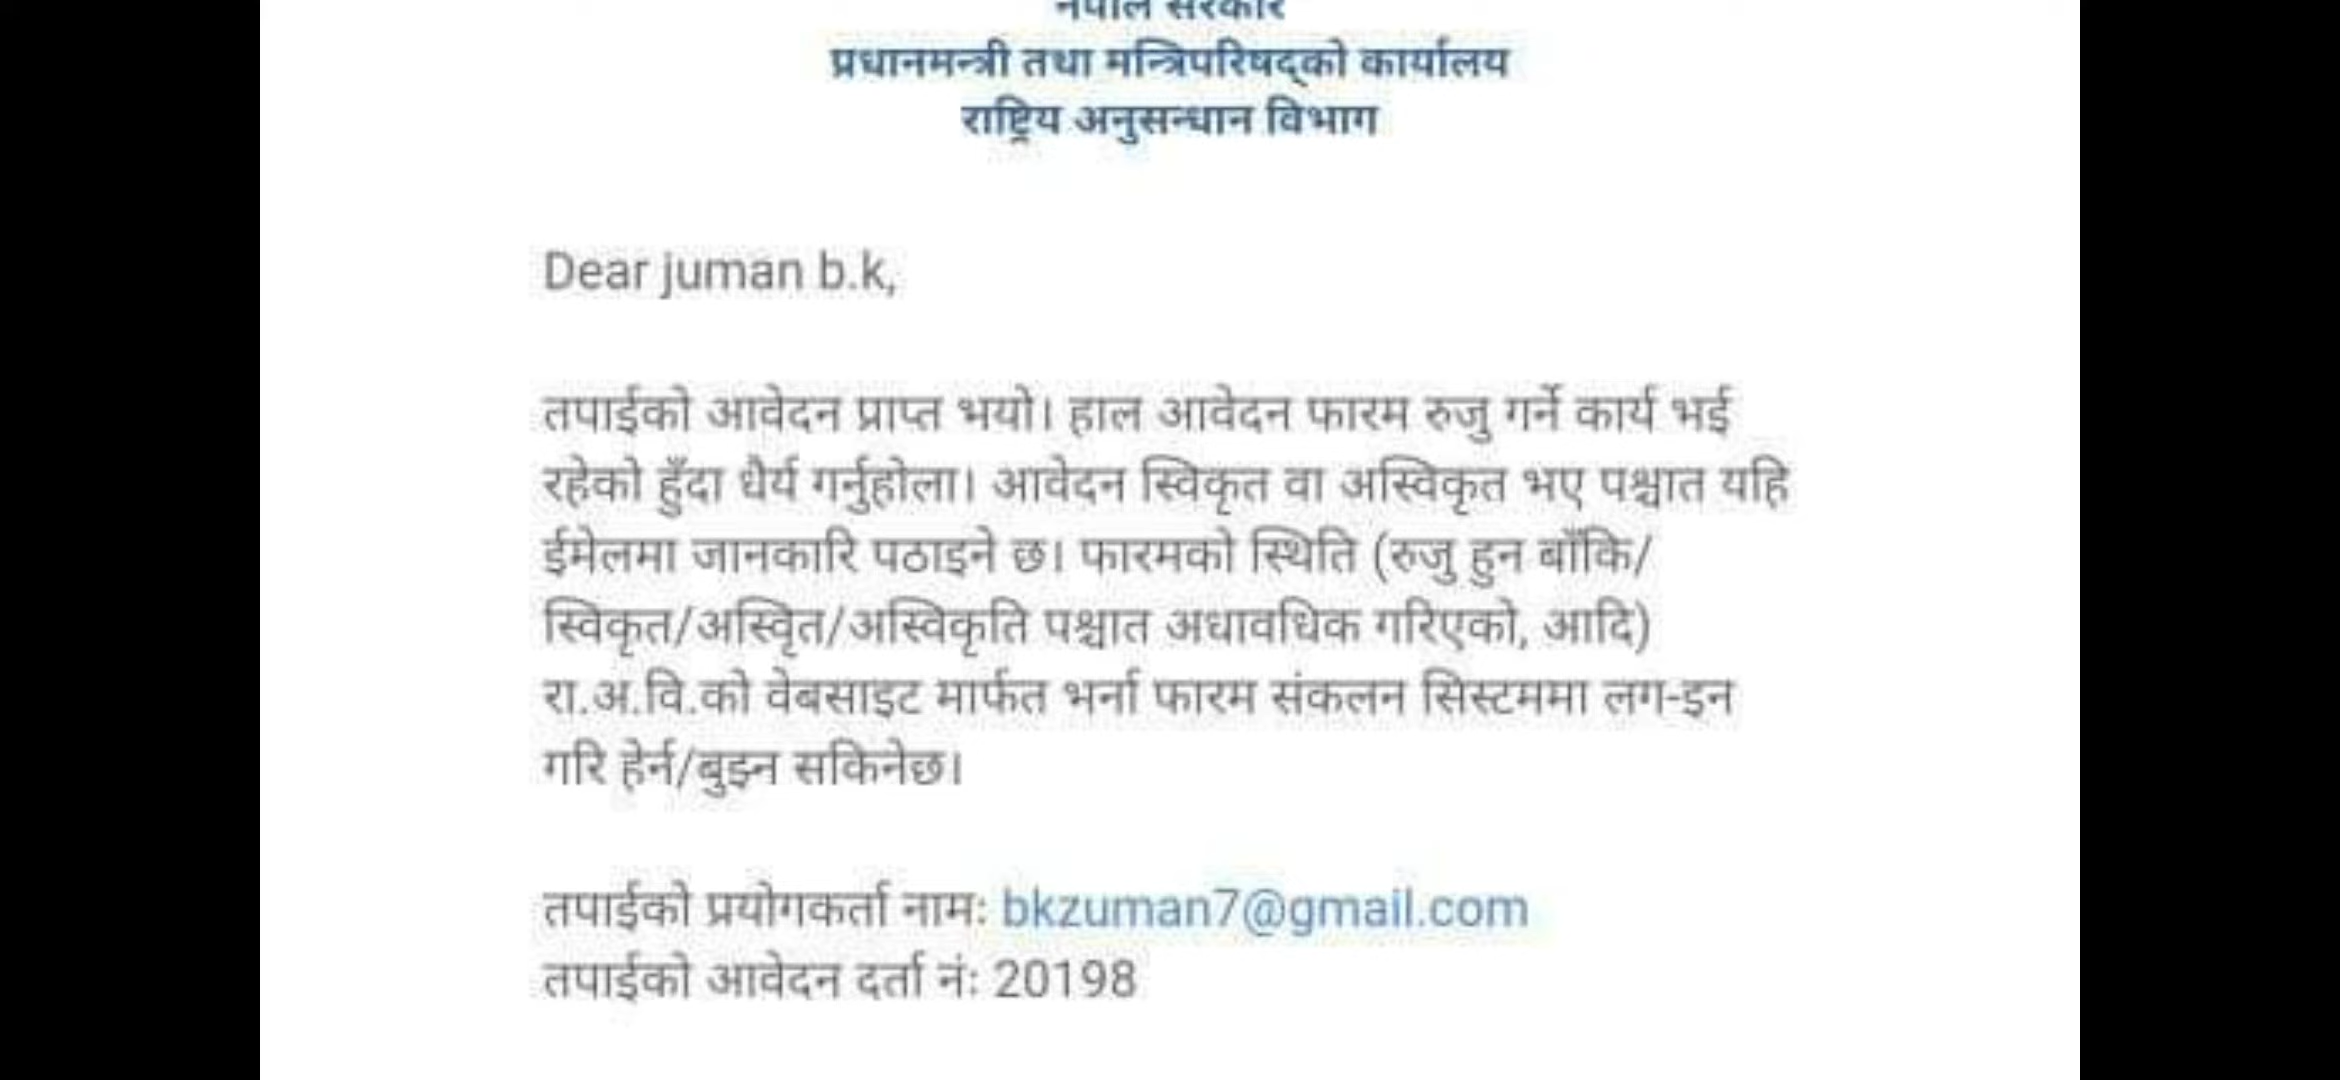 नेपाल सरकार
प्रधानमन्त्री तथा मन्त्रिपरिषद्को कार्यालय
राष्ट्रिय अनुसन्धान विभाग
Dear juman b.k,
तपाईको आवेदन प्राप्त भयो। हाल आवेदन फारम रुजु गर्ने कार्य भई
रहेको हुँदा धैर्य गर्नुहोला। आवेदन स्विकृत वा अस्विकृत भए पश्चात यहि
ईमेलमा जानकारि पठाइने छ। फारमको स्थिति (रुजु हुन बाँकि/
स्विकृत/अस्विृत/अस्विकृति पश्चात अधावधिक गरिएको, आदि)
रा.अ.वि.को वेबसाइट मार्फत भर्ना फारम संकलन सिस्टममा लग-इन
गरि हेर्न/बुझ्न सकिनेछ।
तपाईको प्रयोगकर्ता नामः bkzuman7@gmail.com
तपाईको आवेदन दर्ता नंः 20198